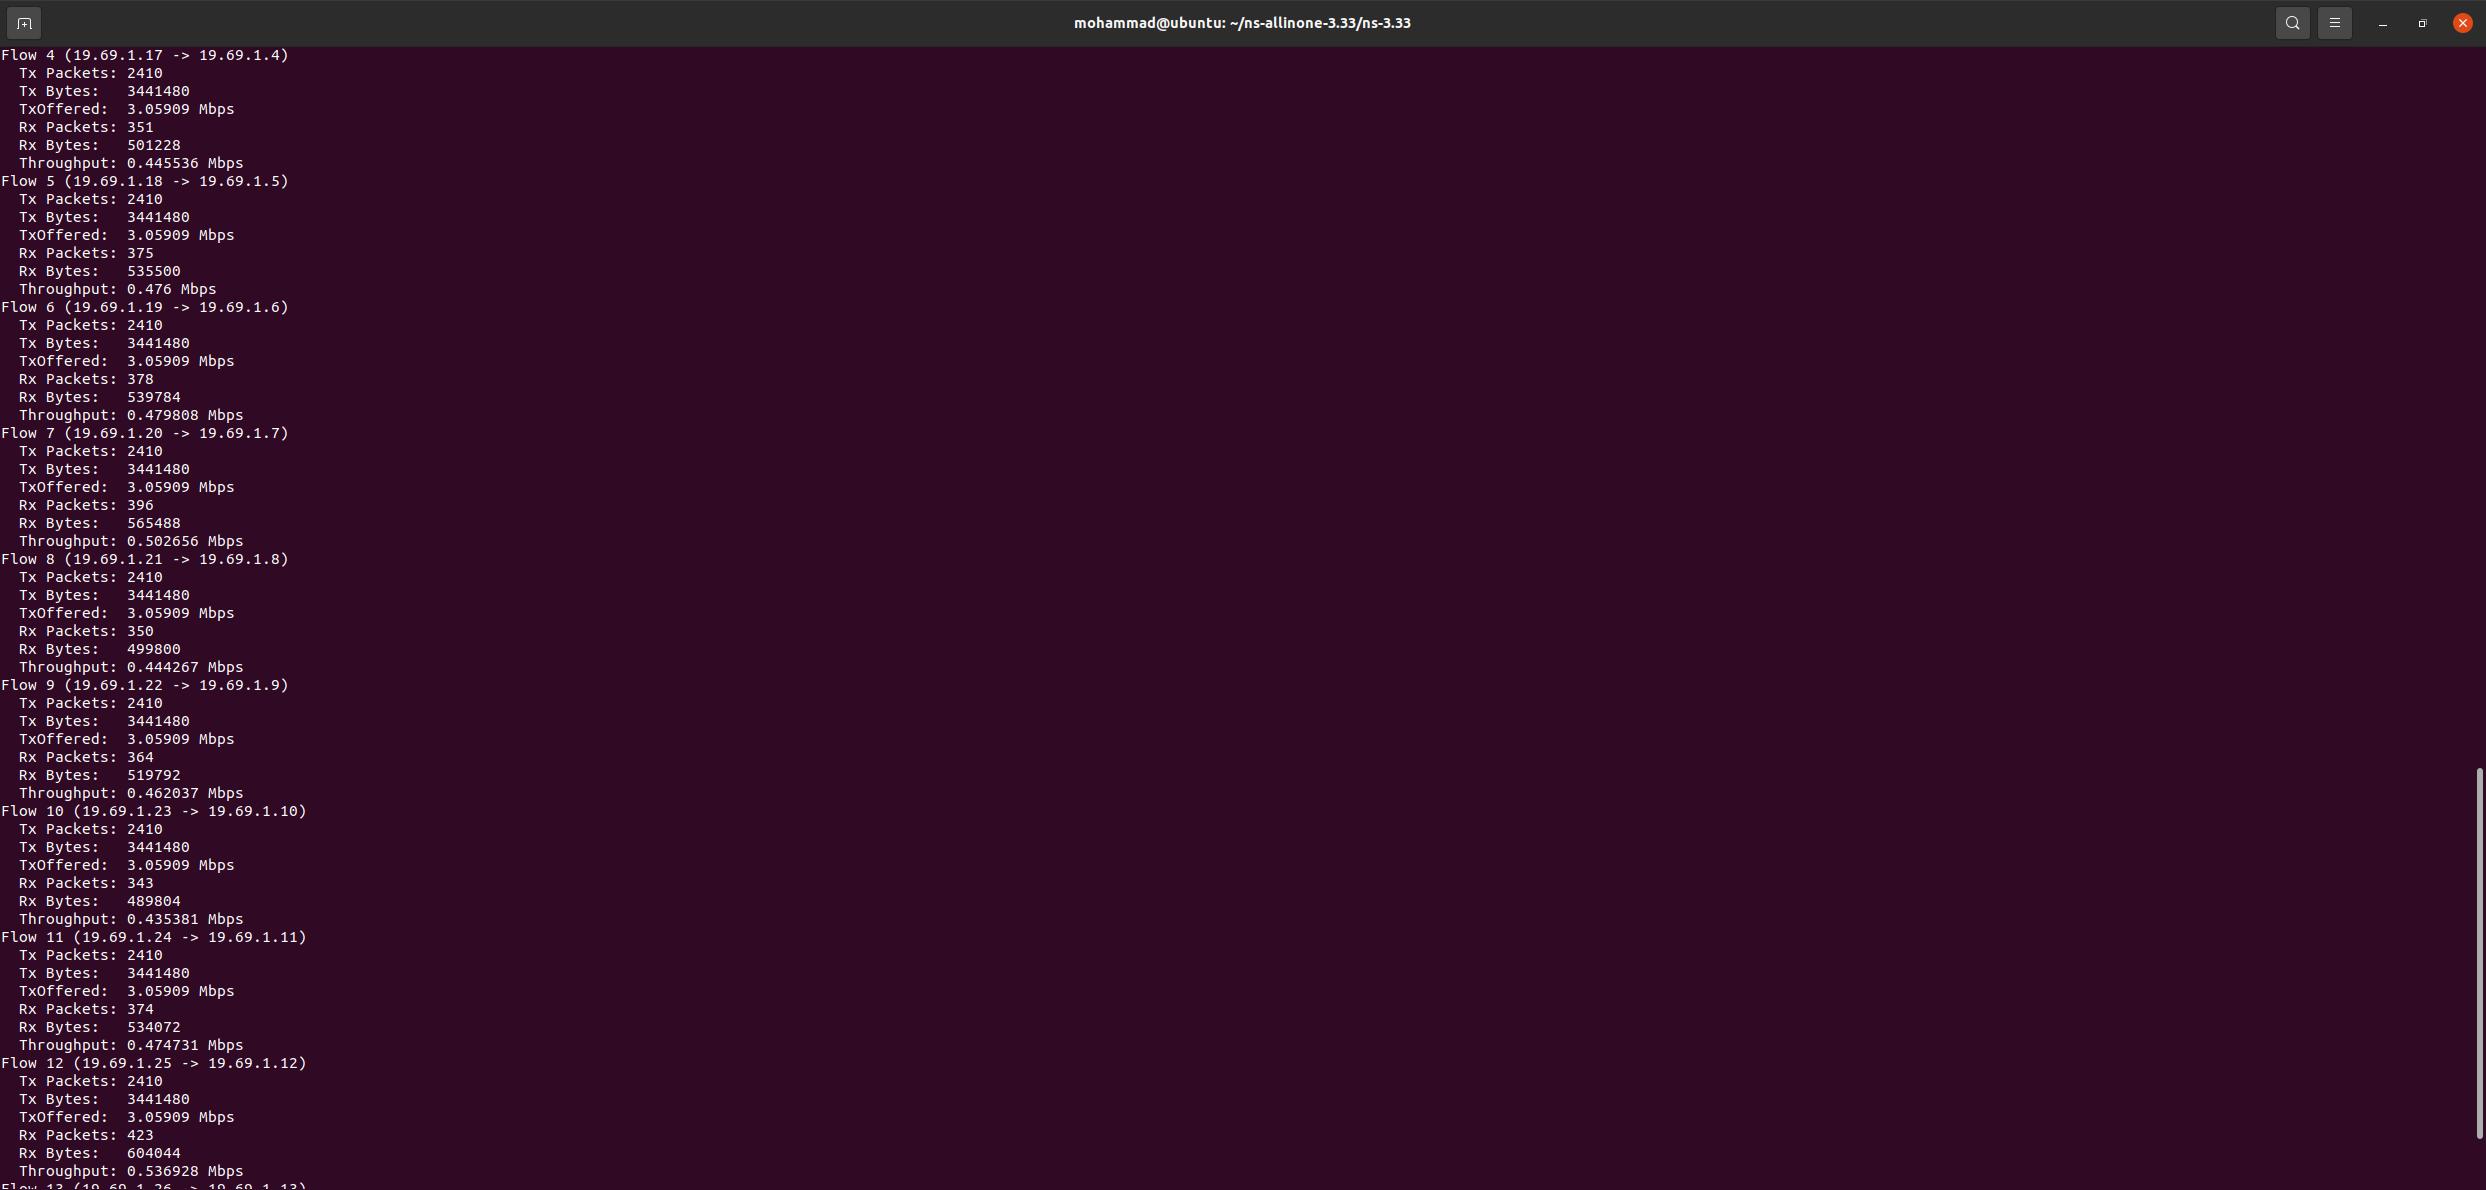 mohammad@ubuntu: ~/ns-allinone-3.33/ns-3.33
Flow 4 (19.69.1.17 -> 19.69.1.4)
  Tx Packets: 2410
  Tx Bytes:   3441480
  TxOffered:  3.05909 Mbps
  Rx Packets: 351
  Rx Bytes:   501228
  Throughput: 0.445536 Mbps
Flow 5 (19.69.1.18 -> 19.69.1.5)
  Tx Packets: 2410
  Tx Bytes:   3441480
  TxOffered:  3.05909 Mbps
  Rx Packets: 375
  Rx Bytes:   535500
  Throughput: 0.476 Mbps
Flow 6 (19.69.1.19 -> 19.69.1.6)
  Tx Packets: 2410
  Tx Bytes:   3441480
  TxOffered:  3.05909 Mbps
  Rx Packets: 378
  Rx Bytes:   539784
  Throughput: 0.479808 Mbps
Flow 7 (19.69.1.20 -> 19.69.1.7)
  Tx Packets: 2410
  Tx Bytes:   3441480
  TxOffered:  3.05909 Mbps
  Rx Packets: 396
  Rx Bytes:   565488
  Throughput: 0.502656 Mbps
Flow 8 (19.69.1.21 -> 19.69.1.8)
  Tx Packets: 2410
  Tx Bytes:   3441480
  TxOffered:  3.05909 Mbps
  Rx Packets: 350
  Rx Bytes:   499800
  Throughput: 0.444267 Mbps
Flow 9 (19.69.1.22 -> 19.69.1.9)
  Tx Packets: 2410
  Tx Bytes:   3441480
  TxOffered:  3.05909 Mbps
  Rx Packets: 364
  Rx Bytes:   519792
  Throughput: 0.462037 Mbps
Flow 10 (19.69.1.23 -> 19.69.1.10)
  Tx Packets: 2410
  Tx Bytes:   3441480
  TxOffered:  3.05909 Mbps
  Rx Packets: 343
  Rx Bytes:   489804
  Throughput: 0.435381 Mbps
Flow 11 (19.69.1.24 -> 19.69.1.11)
  Tx Packets: 2410
  Tx Bytes:   3441480
  TxOffered:  3.05909 Mbps
  Rx Packets: 374
  Rx Bytes:   534072
  Throughput: 0.474731 Mbps
Flow 12 (19.69.1.25 -> 19.69.1.12)
  Tx Packets: 2410
  Tx Bytes:   3441480
  TxOffered:  3.05909 Mbps
  Rx Packets: 423
  Rx Bytes:   604044
  Throughput: 0.536928 Mbps
Flow 13 (19.69.1.26 -> 19.69.1.13)